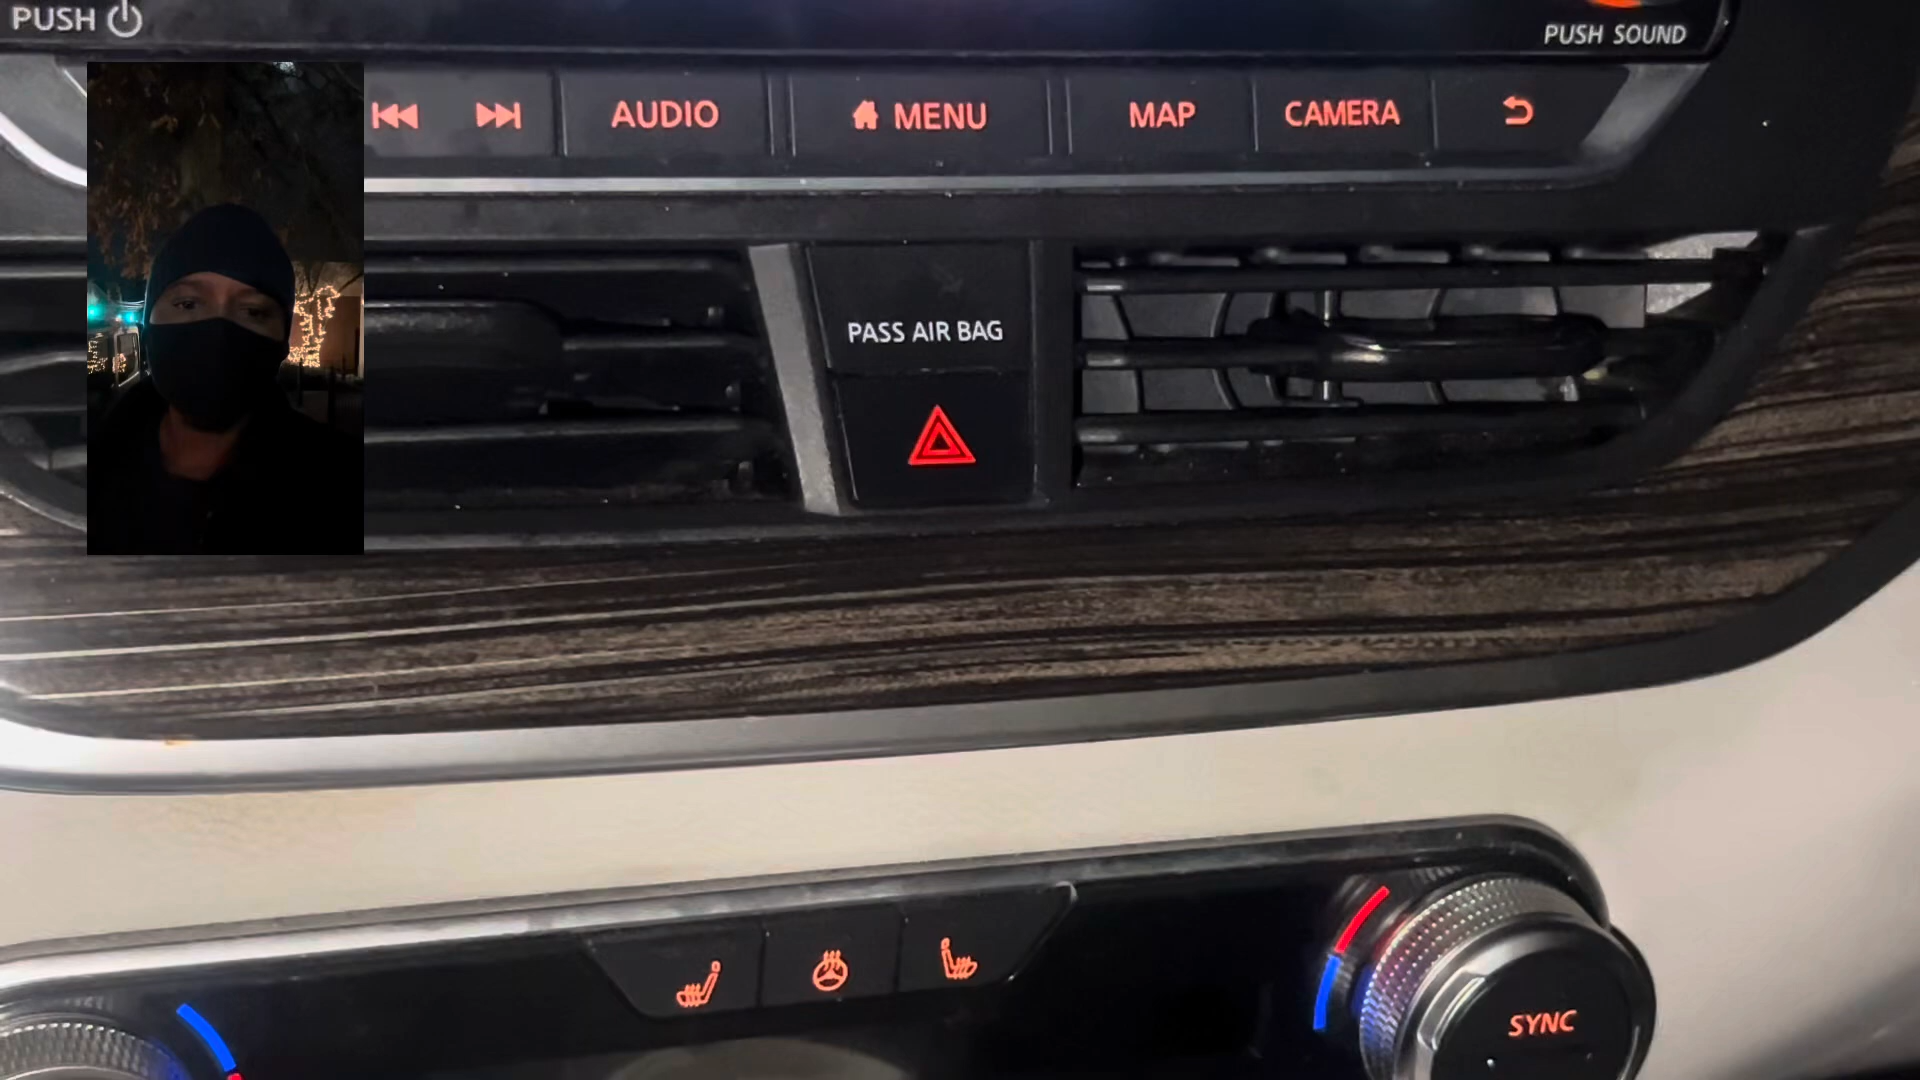 PUSH
PUSH SOUND
AUDIO
MENU
MAP
CAMERA
PASS AIR BAG
SYNC